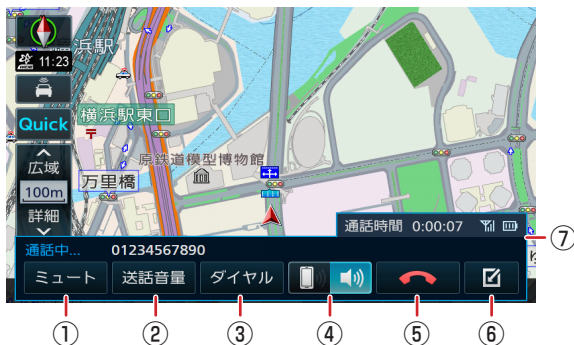 浜駅
11:23
Quick
横浜駅東口
広域
100m
詳細
万里橋
原鉄道模型博物館
通話時間 0:00:07
通話中... 01234567890
ミュート 送話音量 ダイヤル
① ② ③ ④ ⑤ ⑥ ⑦